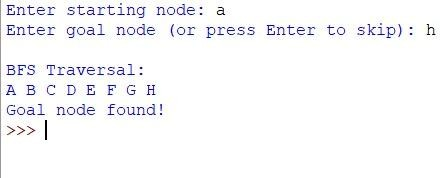 Enter starting node: a
Enter goal node (or press Enter to skip): h

BFS Traversal:
A B C D E F G H
Goal node found!
>>>